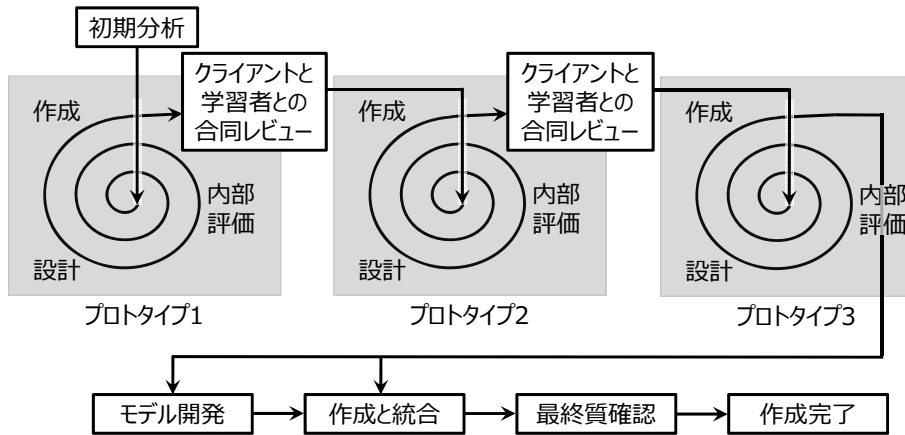 初期分析
クライアントと
学習者との
合同レビュー
クライアントと
学習者との
合同レビュー
作成
内部
評価
設計
作成
内部
評価
設計
作成
内部
評価
設計
プロトタイプ1
プロトタイプ2
プロトタイプ3
モデル開発
作成と統合
最終質確認
作成完了